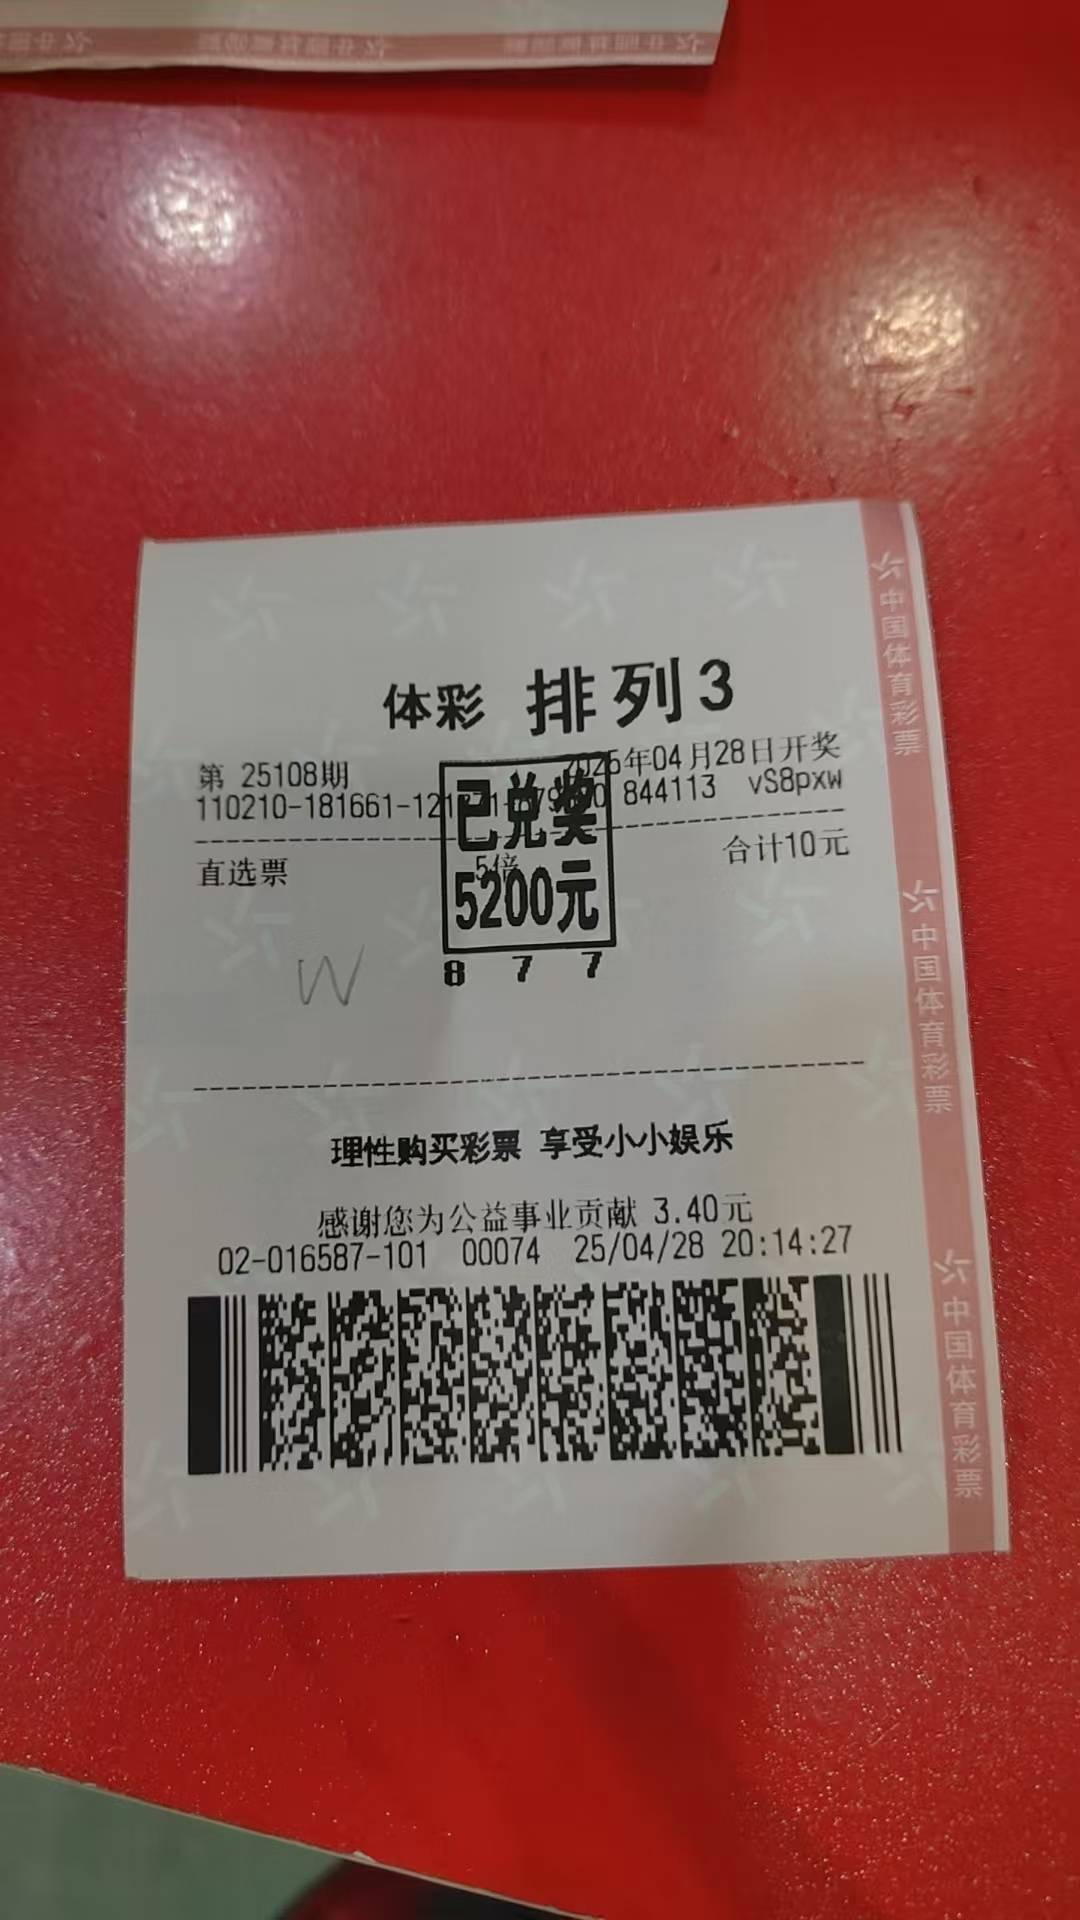 体彩 排列3
第 25108期 2025年04月28日开奖
110210-181661-121 844113 vS8pxw
已兑奖
直选票 5倍 合计10元
5200元
8 7 7
W
理性购买彩票 享受小小娱乐
感谢您为公益事业贡献 3.40元
02-016587-101 00074 25/04/28 20:14:27
中国体育彩票
中国体育彩票
中国体育彩票